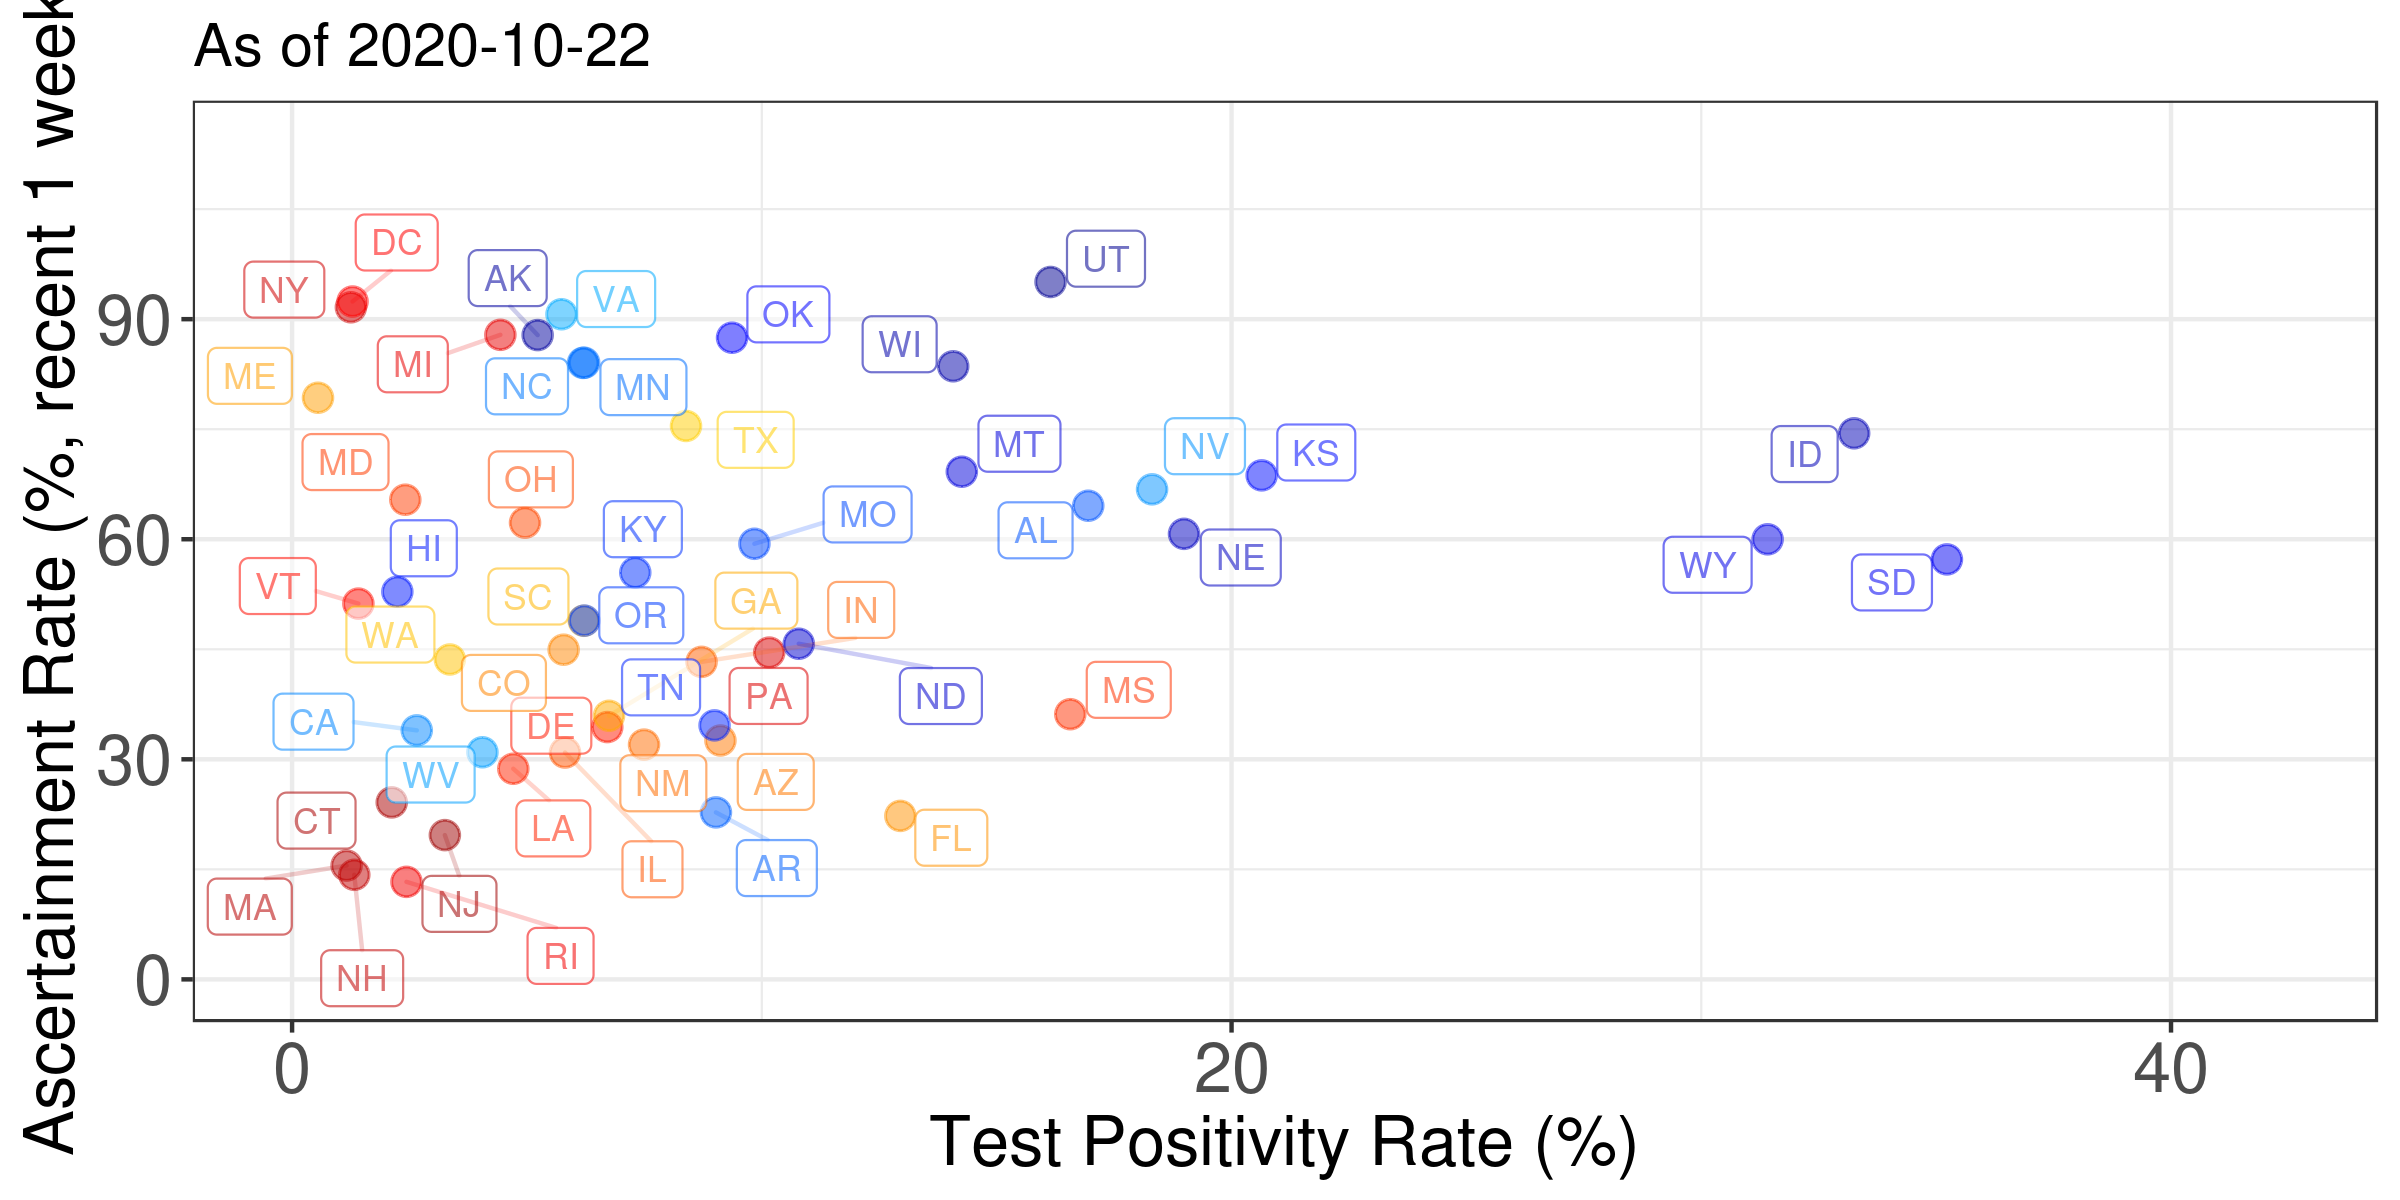 As of 2020-10-22
Ascertainment Rate (%, recent 1 week
90
60
30
0
DC
NY
AK
VA
UT
OK
WI
MI
ME
NC
MN
TX
MT
NV
KS
ID
MD
OH
MO
AL
KY
HI
NE
WY
SD
VT
SC
GA
IN
OR
WA
CO
TN
PA
ND
MS
CA
DE
WV
NM
AZ
CT
LA
FL
IL
AR
MA
NJ
RI
NH
0
20
40
Test Positivity Rate (%)